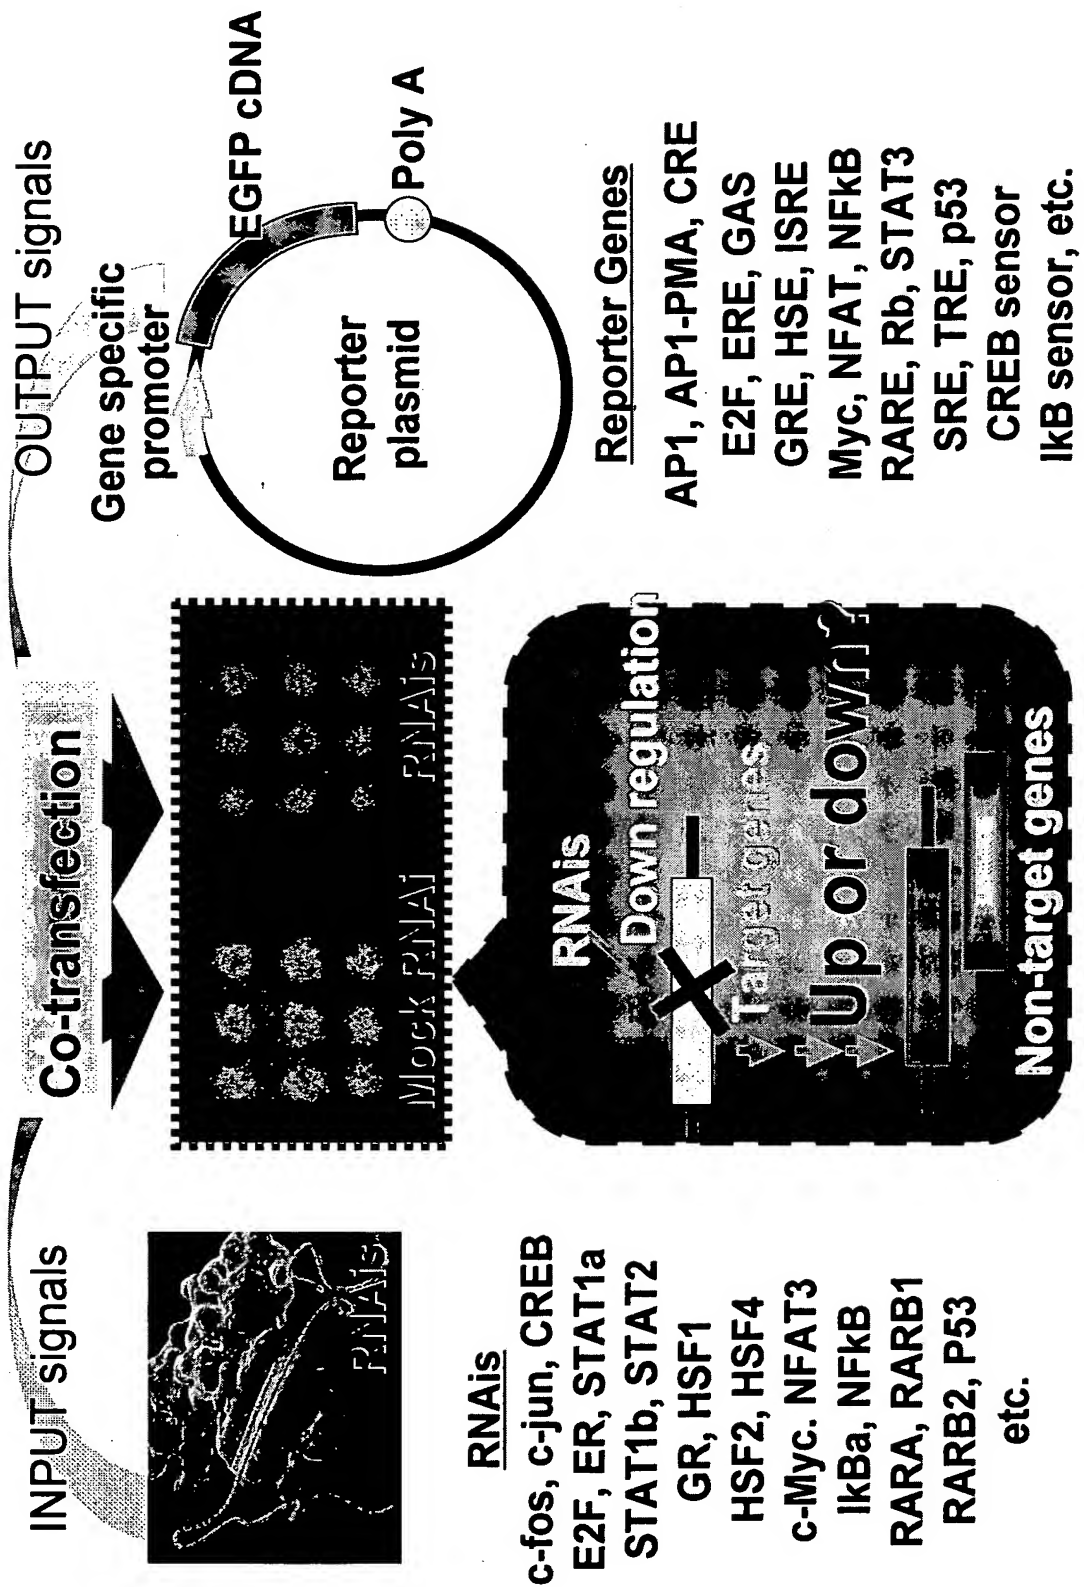 INPUT signals
RNAis
RNAis
c-fos, c-jun, CREB
E2F, ER, STAT1a
STAT1b, STAT2
GR, HSF1
HSF2, HSF4
c-Myc. NFAT3
IkBa, NFkB
RARA, RARB1
RARB2, P53
etc.
Co-transfection
Mock RNAi
RNAis
RNAis
Down regulation
Target genes
Up or down?
Non-target genes
OUTPUT signals
Gene specific
promoter
EGFP cDNA
Poly A
Reporter
plasmid
Reporter Genes
AP1, AP1-PMA, CRE
E2F, ERE, GAS
GRE, HSE, ISRE
Myc, NFAT, NFkB
RARE, Rb, STAT3
SRE, TRE, p53
CREB sensor
IkB sensor, etc.